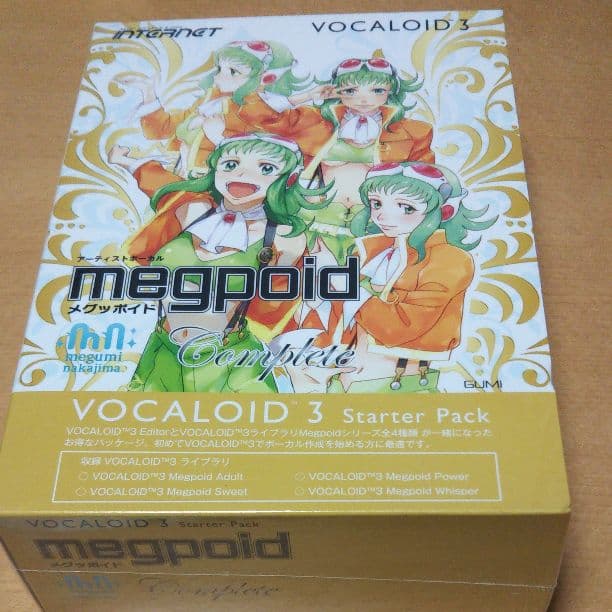 INTERNET
VOCALOID™3
アーティストボーカル
megpoid
メグッポイド
Complete
megumi
nakajima
GUMI
VOCALOID™3 Starter Pack
VOCALOID™3 EditorとVOCALOID™3ライブラリMegpoidシリーズ全4種類 が一緒になった
お得なパッケージ。初めてVOCALOID™3でボーカル作成を始める方に最適です。
収録 VOCALOID™3 ライブラリ
○ VOCALOID™3 Megpoid Adult
○ VOCALOID™3 Megpoid Power
○ VOCALOID™3 Megpoid Sweet
○ VOCALOID™3 Megpoid Whisper
VOCALOID 3 Starter Pack
megpoid
メグッポイド
Complete